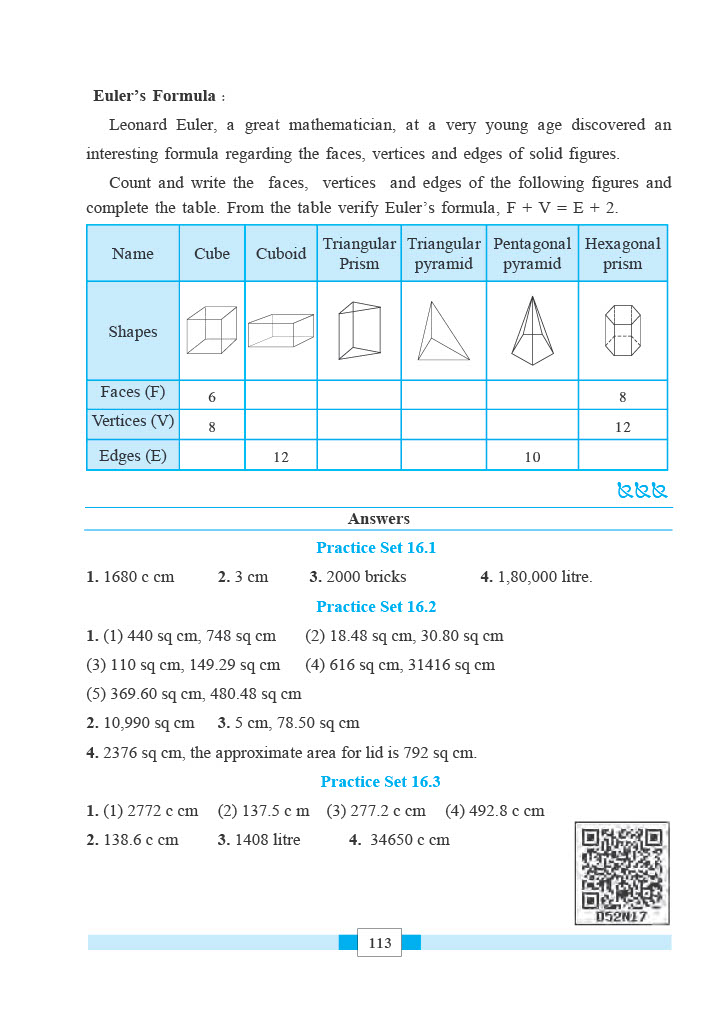 Euler’s Formula :
Leonard Euler, a great mathematician, at a very young age discovered an
interesting formula regarding the faces, vertices and edges of solid figures.
Count and write the faces, vertices and edges of the following figures and
complete the table. From the table verify Euler’s formula, F + V = E + 2.
Name Cube Cuboid Triangular Prism Triangular pyramid Pentagonal pyramid Hexagonal prism
Shapes
Faces (F) 6 8
Vertices (V) 8 12
Edges (E) 12 10
Answers
Practice Set 16.1
1. 1680 c cm 2. 3 cm 3. 2000 bricks 4. 1,80,000 litre.
Practice Set 16.2
1. (1) 440 sq cm, 748 sq cm (2) 18.48 sq cm, 30.80 sq cm
(3) 110 sq cm, 149.29 sq cm (4) 616 sq cm, 31416 sq cm
(5) 369.60 sq cm, 480.48 sq cm
2. 10,990 sq cm 3. 5 cm, 78.50 sq cm
4. 2376 sq cm, the approximate area for lid is 792 sq cm.
Practice Set 16.3
1. (1) 2772 c cm (2) 137.5 c m (3) 277.2 c cm (4) 492.8 c cm
2. 138.6 c cm 3. 1408 litre 4. 34650 c cm
D52N17
113